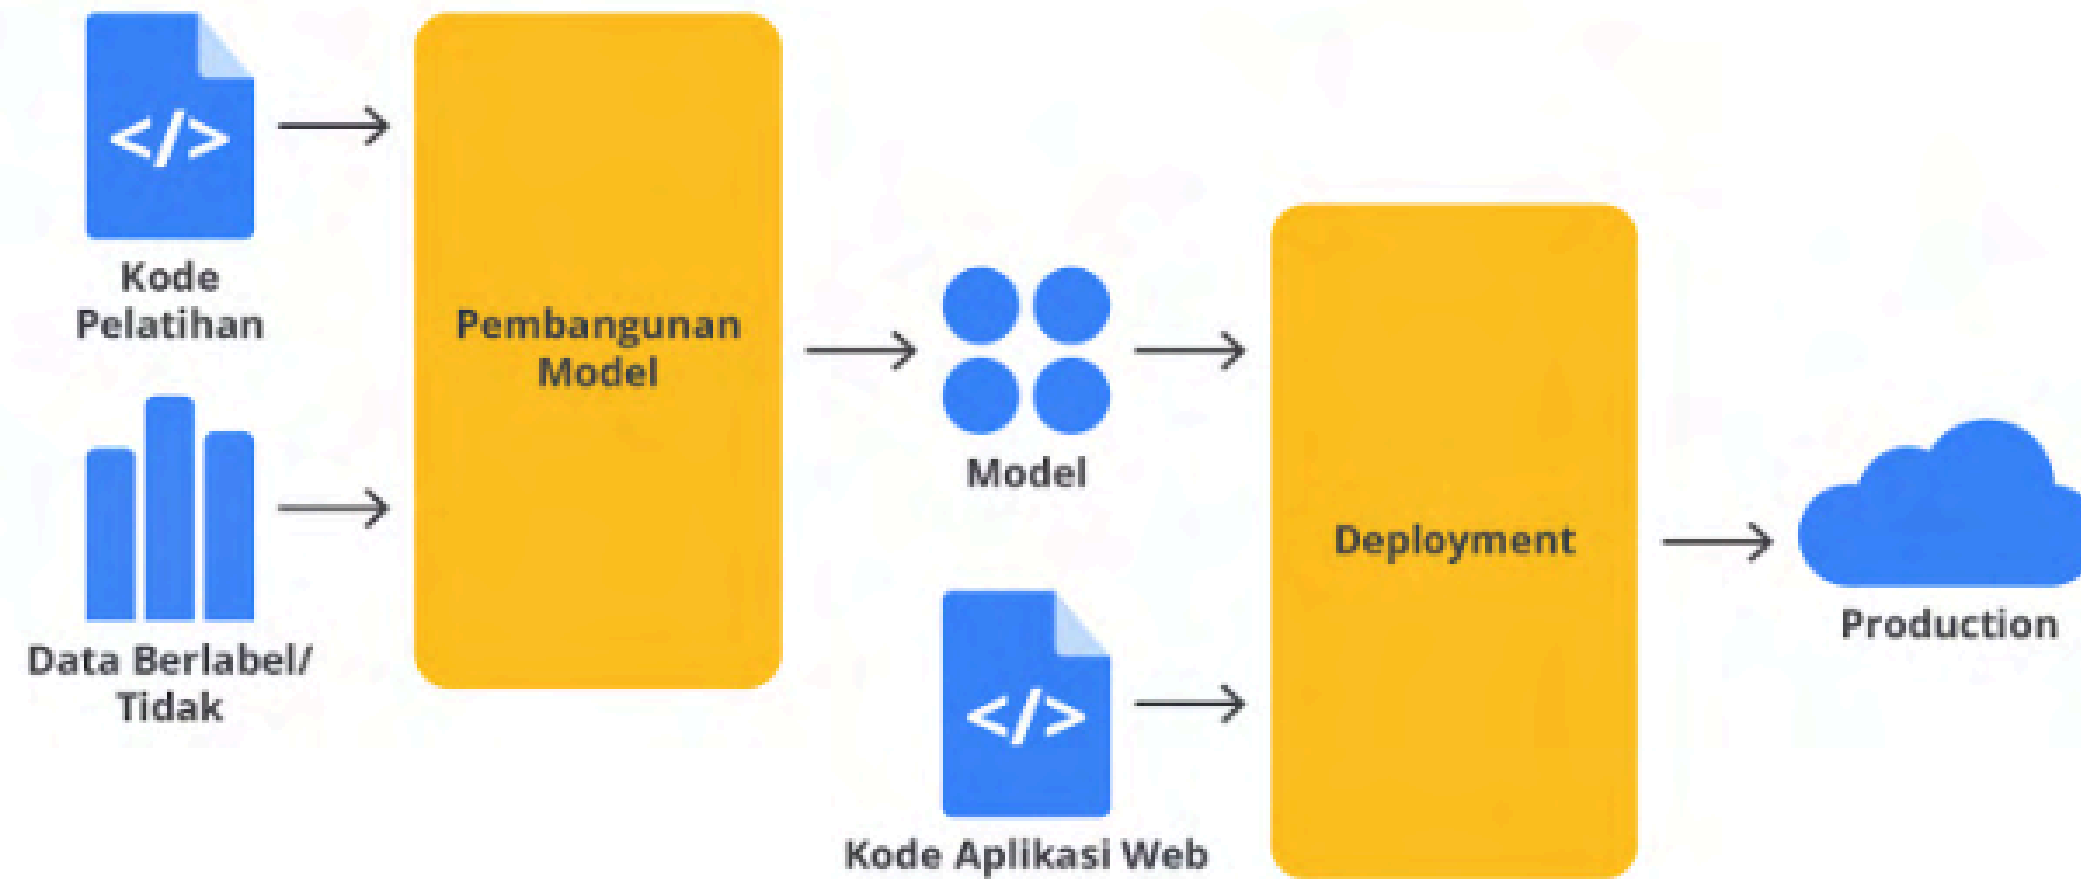 </>
Kode
Pelatihan
Data Berlabel/
Tidak
Pembangunan
Model
Model
</>
Kode Aplikasi Web
Deployment
Production